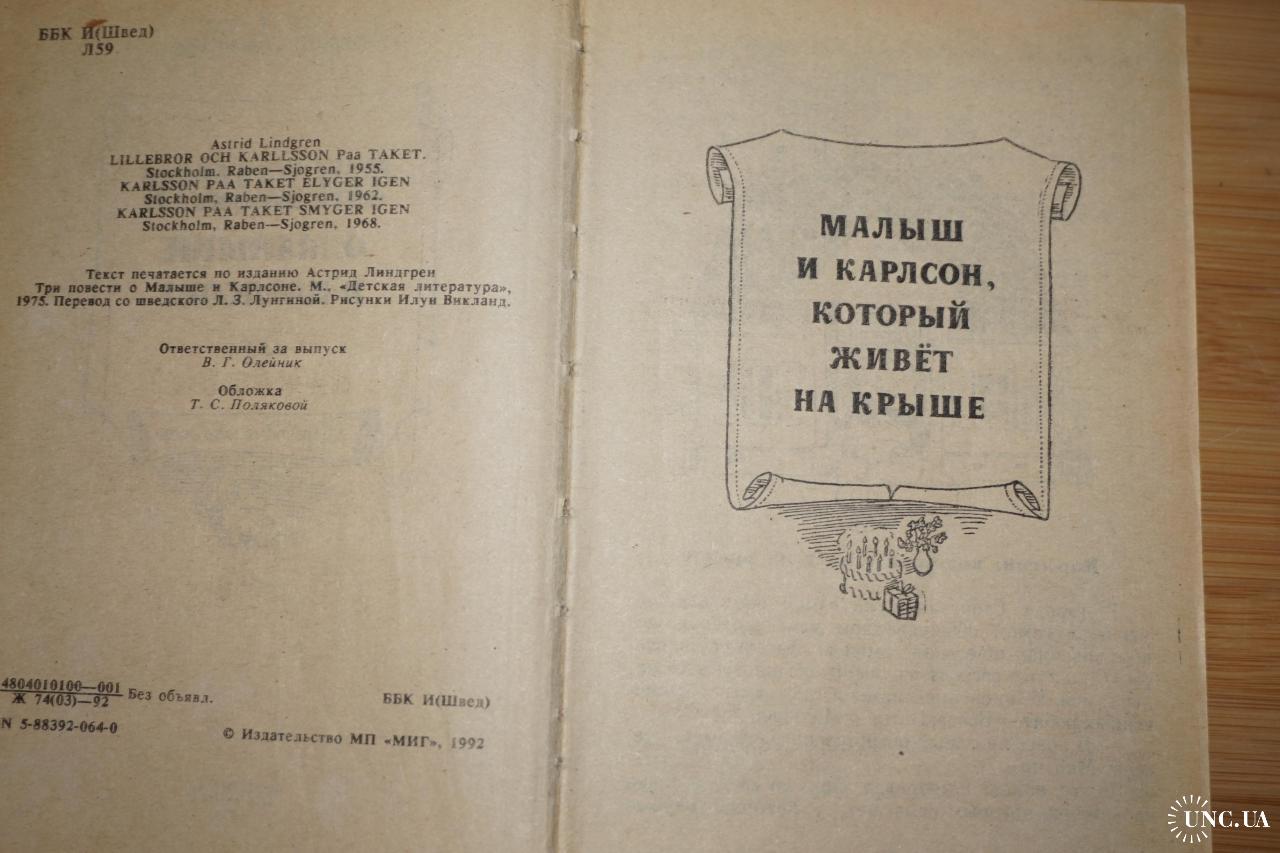 ББК И(Швед)
Л59
Astrid Lindgren
LILLEBROR OCH KARLLSSON Paa TAKET.
Stockholm. Raben—Sjogren, 1955.
KARLSSON PAA TAKET ELYGER IGEN
Stockholm, Raben—Sjogren, 1962.
KARLSSON PAA TAKET SMYGER IGEN
Stockholm, Raben—Sjogren, 1968.
Текст печатается по изданию Астрид Линдгрен
Три повести о Малыше и Карлсоне. М., «Детская литература»,
1975. Перевод со шведского Л. З. Лунгиной. Рисунки Илун Викланд.
Ответственный за выпуск
В. Г. Олейник
Обложка
Т. С. Поляковой
4804010100—001
Ж 74(03)—92
Без объявл.
ББК И(Швед)
N 5-88392-064-0
© Издательство МП «МИГ», 1992
МАЛЫШ
И КАРЛСОН,
КОТОРЫЙ
ЖИВЁТ
НА КРЫШЕ
UNC.UA